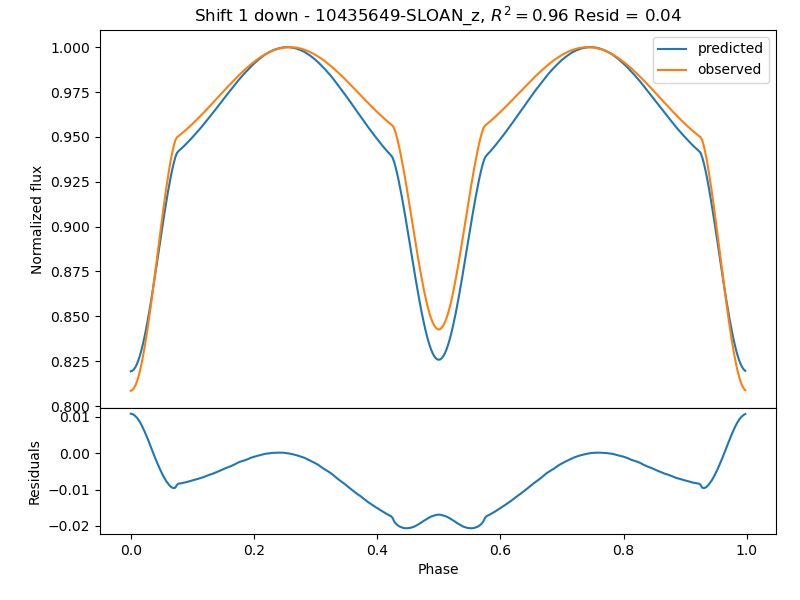 Shift 1 down - 10435649-SLOAN_z, $R^2 = 0.96$ Resid = 0.04
predicted
observed
1.000
0.975
0.950
0.925
0.900
0.875
0.850
0.825
0.800
Normalized flux
0.01
0.00
−0.01
−0.02
Residuals
0.0 0.2 0.4 0.6 0.8 1.0
Phase